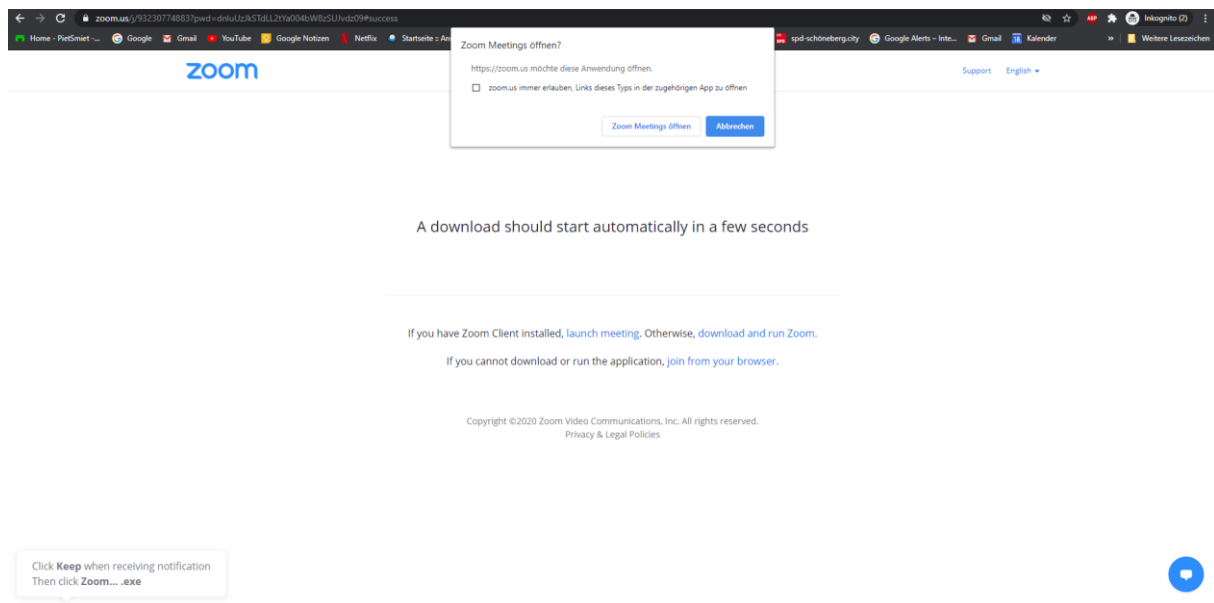 zoom.us/j/93230774883?pwd=dnluUzJkSTdLL2tYa004bW8zSUJvdz09#success
Inkognito (2)
Home - PietSmiet -... Google Gmail YouTube Google Notizen Netflix Startseite :: An spd-schöneberg.city Google Alerts – Inte... Gmail Kalender » Weitere Lesezeichen
Zoom Meetings öffnen?
https://zoom.us möchte diese Anwendung öffnen.
zoom.us immer erlauben, Links dieses Typs in der zugehörigen App zu öffnen
Zoom Meetings öffnen Abbrechen
zoom Support English
A download should start automatically in a few seconds
If you have Zoom Client installed, launch meeting. Otherwise, download and run Zoom.
If you cannot download or run the application, join from your browser.
Copyright ©2020 Zoom Video Communications, Inc. All rights reserved.
Privacy & Legal Policies
Click Keep when receiving notification
Then click Zoom... .exe